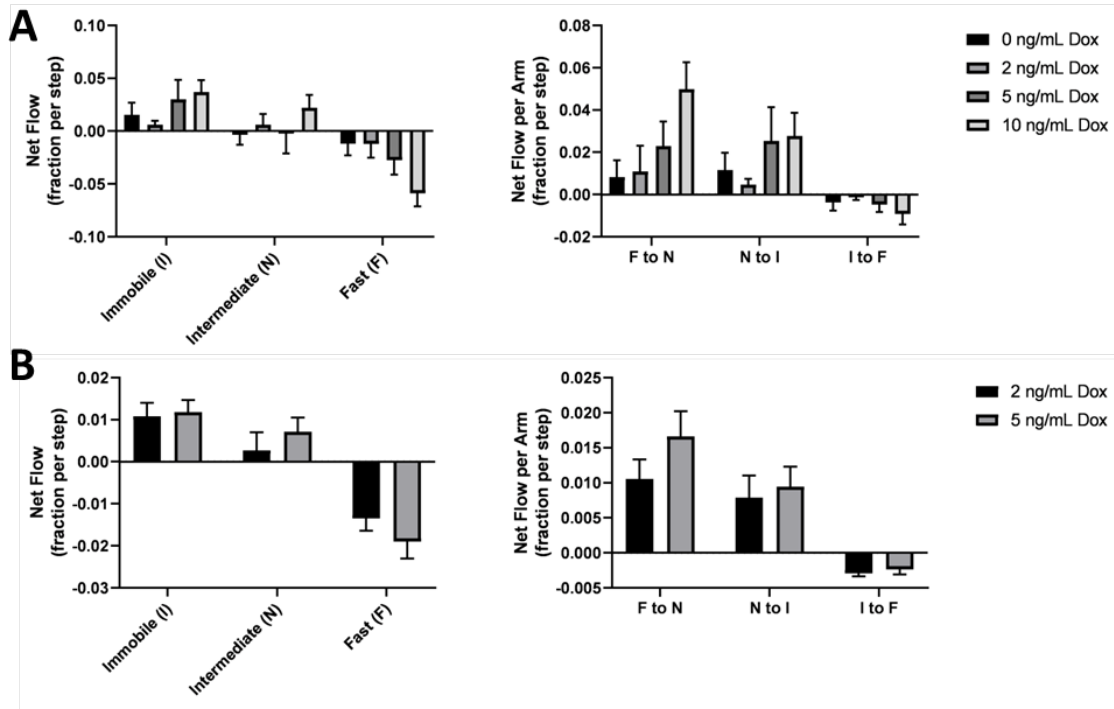 A
Net Flow
(fraction per step)
0.10
0.05
0.00
-0.05
-0.10
Immobile (I)
Intermediate (N)
Fast (F)
Net Flow per Arm
(fraction per step)
0.08
0.06
0.04
0.02
0.00
-0.02
F to N
N to I
I to F
0 ng/mL Dox
2 ng/mL Dox
5 ng/mL Dox
10 ng/mL Dox
B
Net Flow
(fraction per step)
0.02
0.01
0.00
-0.01
-0.02
-0.03
Immobile (I)
Intermediate (N)
Fast (F)
Net Flow per Arm
(fraction per step)
0.025
0.020
0.015
0.010
0.005
0.000
-0.005
F to N
N to I
I to F
2 ng/mL Dox
5 ng/mL Dox